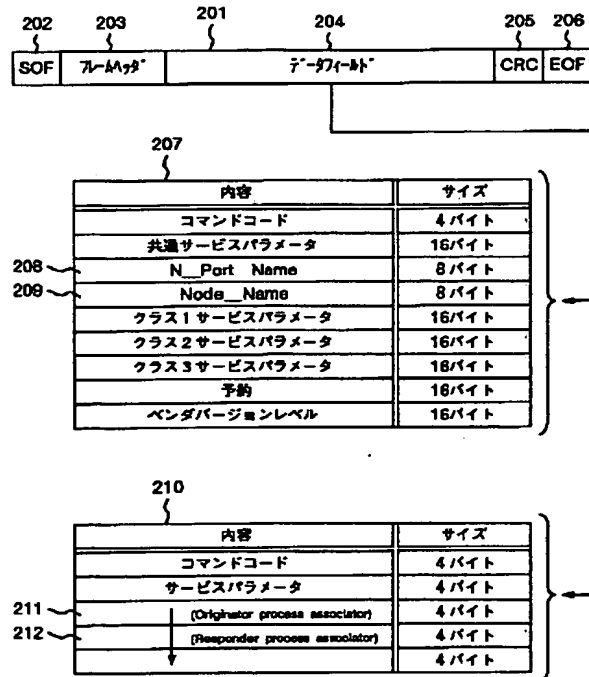 202 203 201 204 205 206
SOF フレームヘッダ データフィールド CRC EOF
207
内容 サイズ
コマンドコード 4バイト
共通サービスパラメータ 16バイト
208 N__Port Name 8バイト
209 Node__Name 8バイト
クラス1サービスパラメータ 16バイト
クラス2サービスパラメータ 16バイト
クラス3サービスパラメータ 16バイト
予約 16バイト
ベンダバージョンレベル 16バイト
210
内容 サイズ
コマンドコード 4バイト
サービスパラメータ 4バイト
211 (Originator process associator) 4バイト
212 (Responder process associator) 4バイト
4バイト